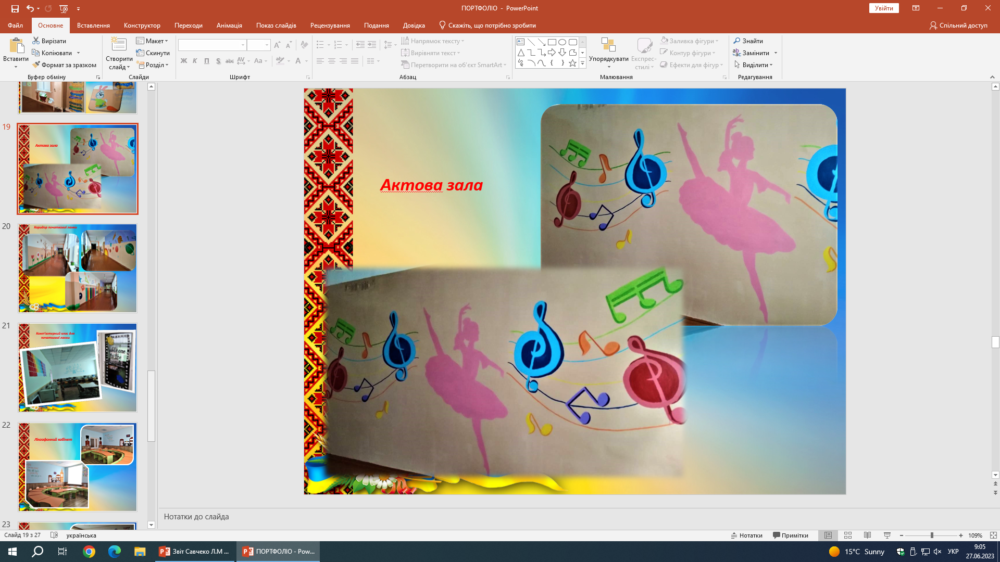 ПОРТФОЛІО - PowerPoint
Увійти
Файл
Основне
Вставлення
Конструктор
Переходи
Анімація
Показ слайдів
Рецензування
Подання
Довідка
Скажіть, що потрібно зробити
Спільний доступ
Вставити
Вирізати
Копіювати
Формат за зразком
Буфер обміну
Створити слайд
Макет
Скинути
Розділ
Слайди
Ж К П S abc AV Aa A
Шрифт
Напрямок тексту
Вирівняти текст
Перетворити на об'єкт SmartArt
Абзац
Упорядкувати
Експрес-стилі
Заливка фігури
Контур фігури
Ефекти для фігур
Малювання
Знайти
Замінити
Виділити
Редагування
19
Актова зала
20
Коридор початкової ланки
21
Комп'ютерний клас для
початкової ланки
22
Лінгафонний кабінет
23
Актова зала
Нотатки до слайда
Слайд 19 з 27
українська
Нотатки
Примітки
109%
Звіт Савчеко Л.М ...
ПОРТФОЛІО - Pow...
15°C Sunny
УКР
9:05
27.06.2023